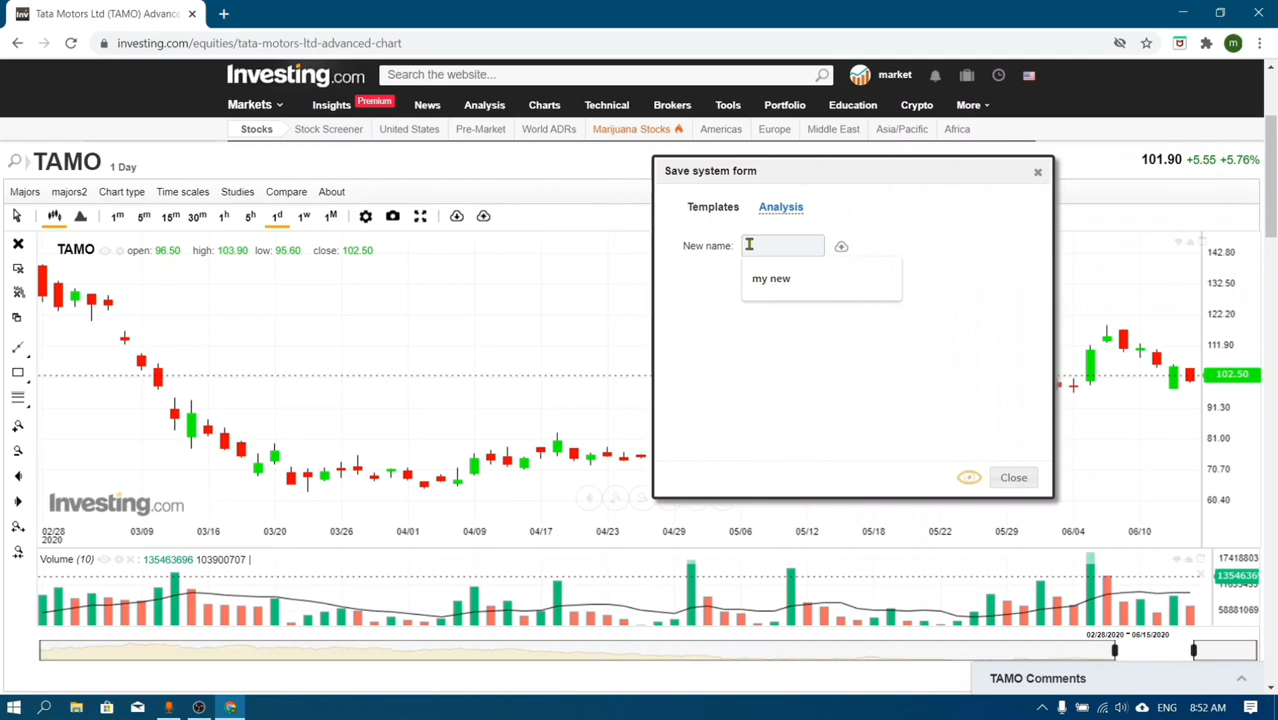 Inv Tata Motors Ltd (TAMO) Advance
investing.com/equities/tata-motors-ltd-advanced-chart
m
Investing.com
Search the website...
market
Markets
Insights
Premium
News
Analysis
Charts
Technical
Brokers
Tools
Portfolio
Education
Crypto
More
Stocks
Stock Screener
United States
Pre-Market
World ADRs
Marijuana Stocks
Americas
Europe
Middle East
Asia/Pacific
Africa
TAMO 1 Day
101.90 +5.55 +5.76%
Majors majors2 Chart type Time scales Studies Compare About
1m 5m 15m 30m 1h 5h 1d 1w 1M
TAMO open: 96.50 high: 103.90 low: 95.60 close: 102.50
Save system form
Templates Analysis
New name:
my new
Close
142.80
132.50
122.20
111.90
102.50
91.30
81.00
70.70
60.40
Investing.com
02/28 03/09 03/16 03/20 04/01 04/07 04/17 04/23 04/29 05/06 05/12 05/18 05/22 05/29 06/04 06/10
2020
Volume (10) : 135463696 103900707 |
17418803
13546369
58881069
02/28/2020 - 06/15/2020
TAMO Comments
ENG 8:52 AM